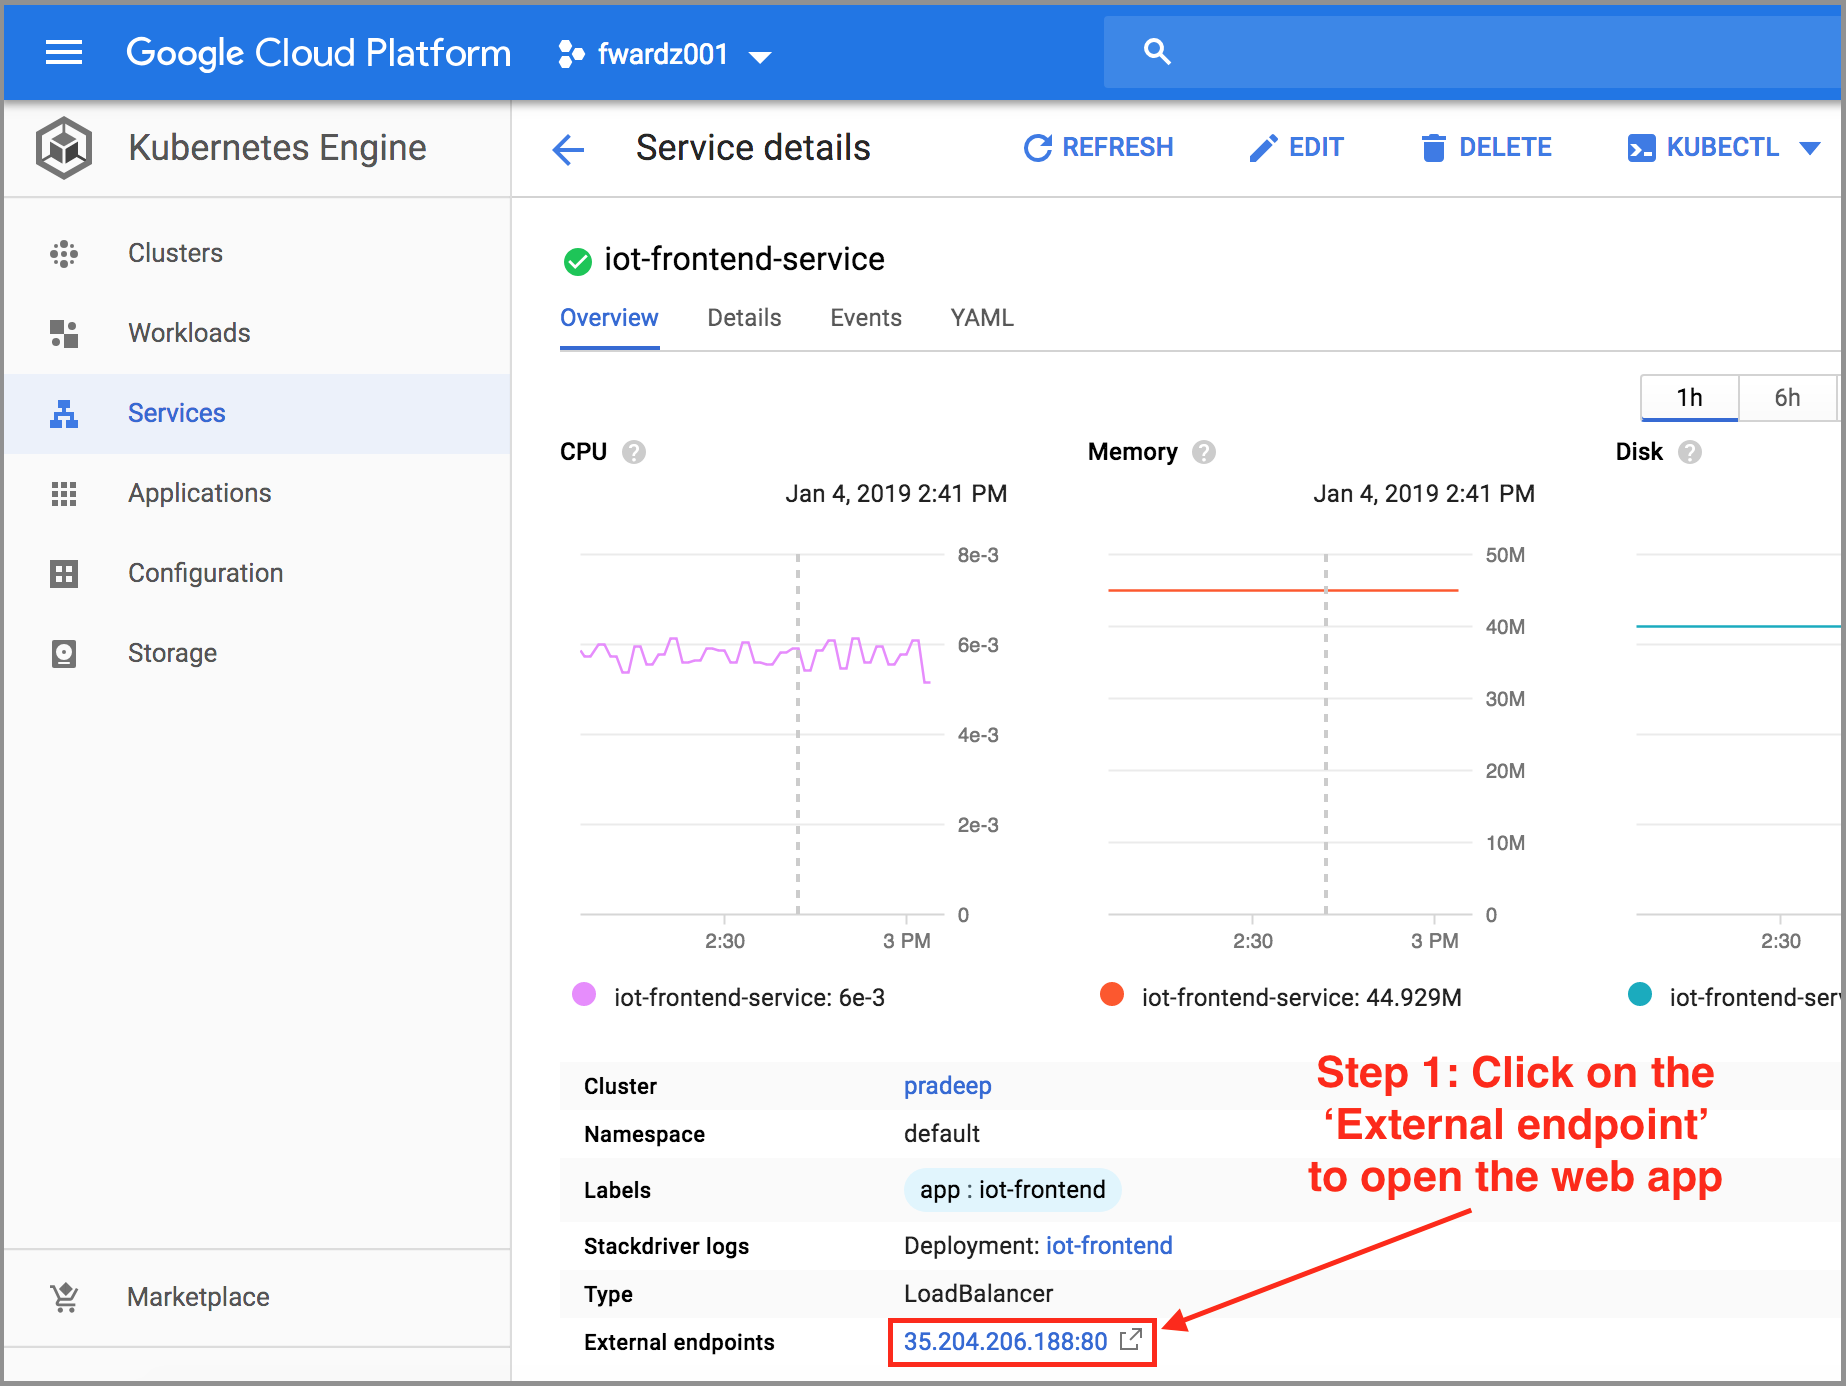 Google Cloud Platform
fwardz001
Kubernetes Engine
Service details
REFRESH
EDIT
DELETE
KUBECTL
Clusters
Workloads
Services
Applications
Configuration
Storage
Marketplace
iot-frontend-service
Overview
Details
Events
YAML
1h
6h
CPU ?
Jan 4, 2019 2:41 PM
8e-3
6e-3
4e-3
2e-3
0
2:30
3 PM
iot-frontend-service: 6e-3
Memory ?
Jan 4, 2019 2:41 PM
50M
40M
30M
20M
10M
0
2:30
3 PM
iot-frontend-service: 44.929M
Disk ?
2:30
iot-frontend-ser
Cluster pradeep
Namespace default
Labels app : iot-frontend
Stackdriver logs Deployment: iot-frontend
Type LoadBalancer
External endpoints 35.204.206.188:80
Step 1: Click on the
‘External endpoint’
to open the web app